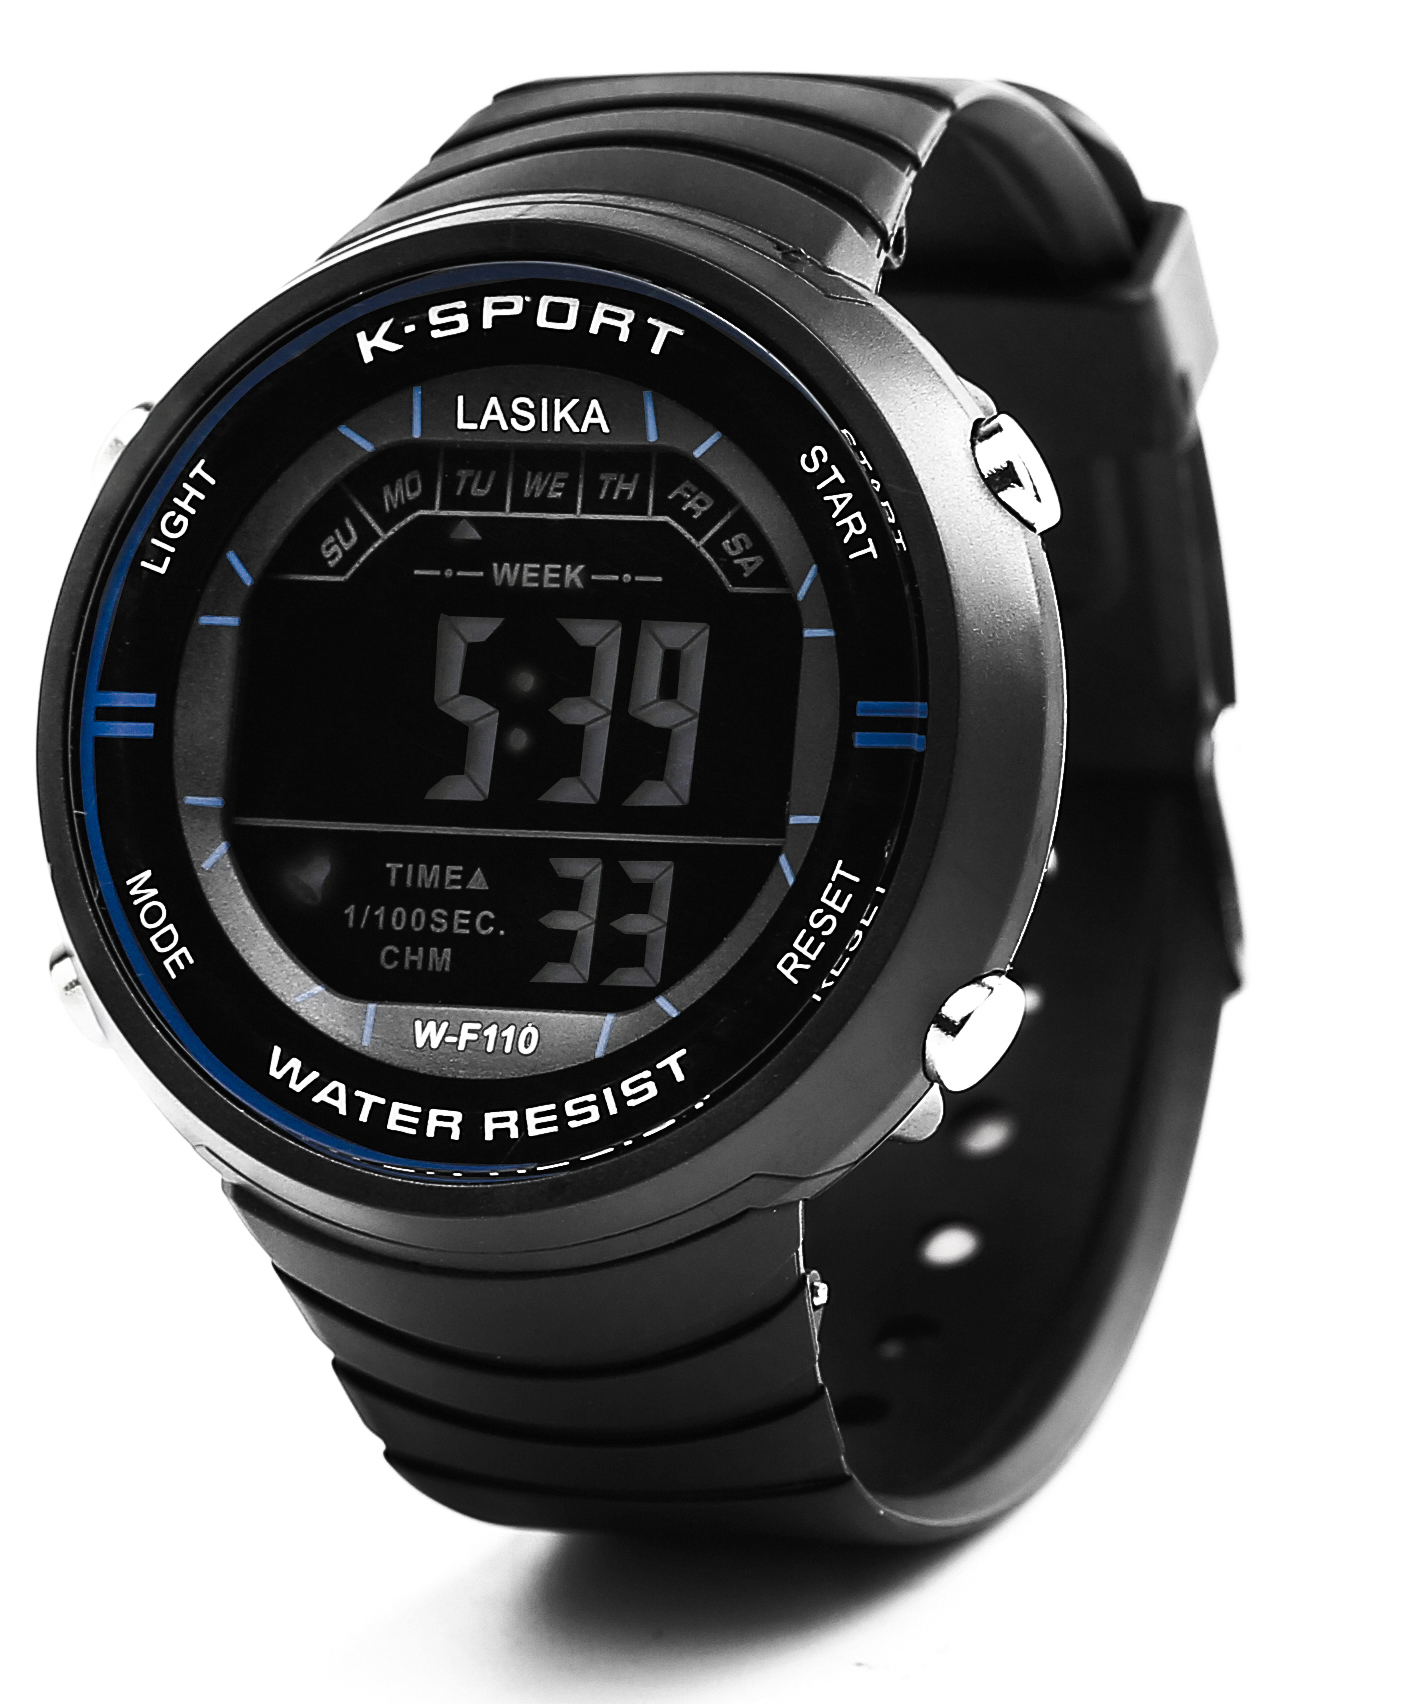 K·SPORT
LASIKA
LIGHT
START
SU MO TU WE TH FR SA
WEEK
5:39
TIME
33
1/100SEC.
CHM
MODE
RESET
W-F110
WATER RESIST